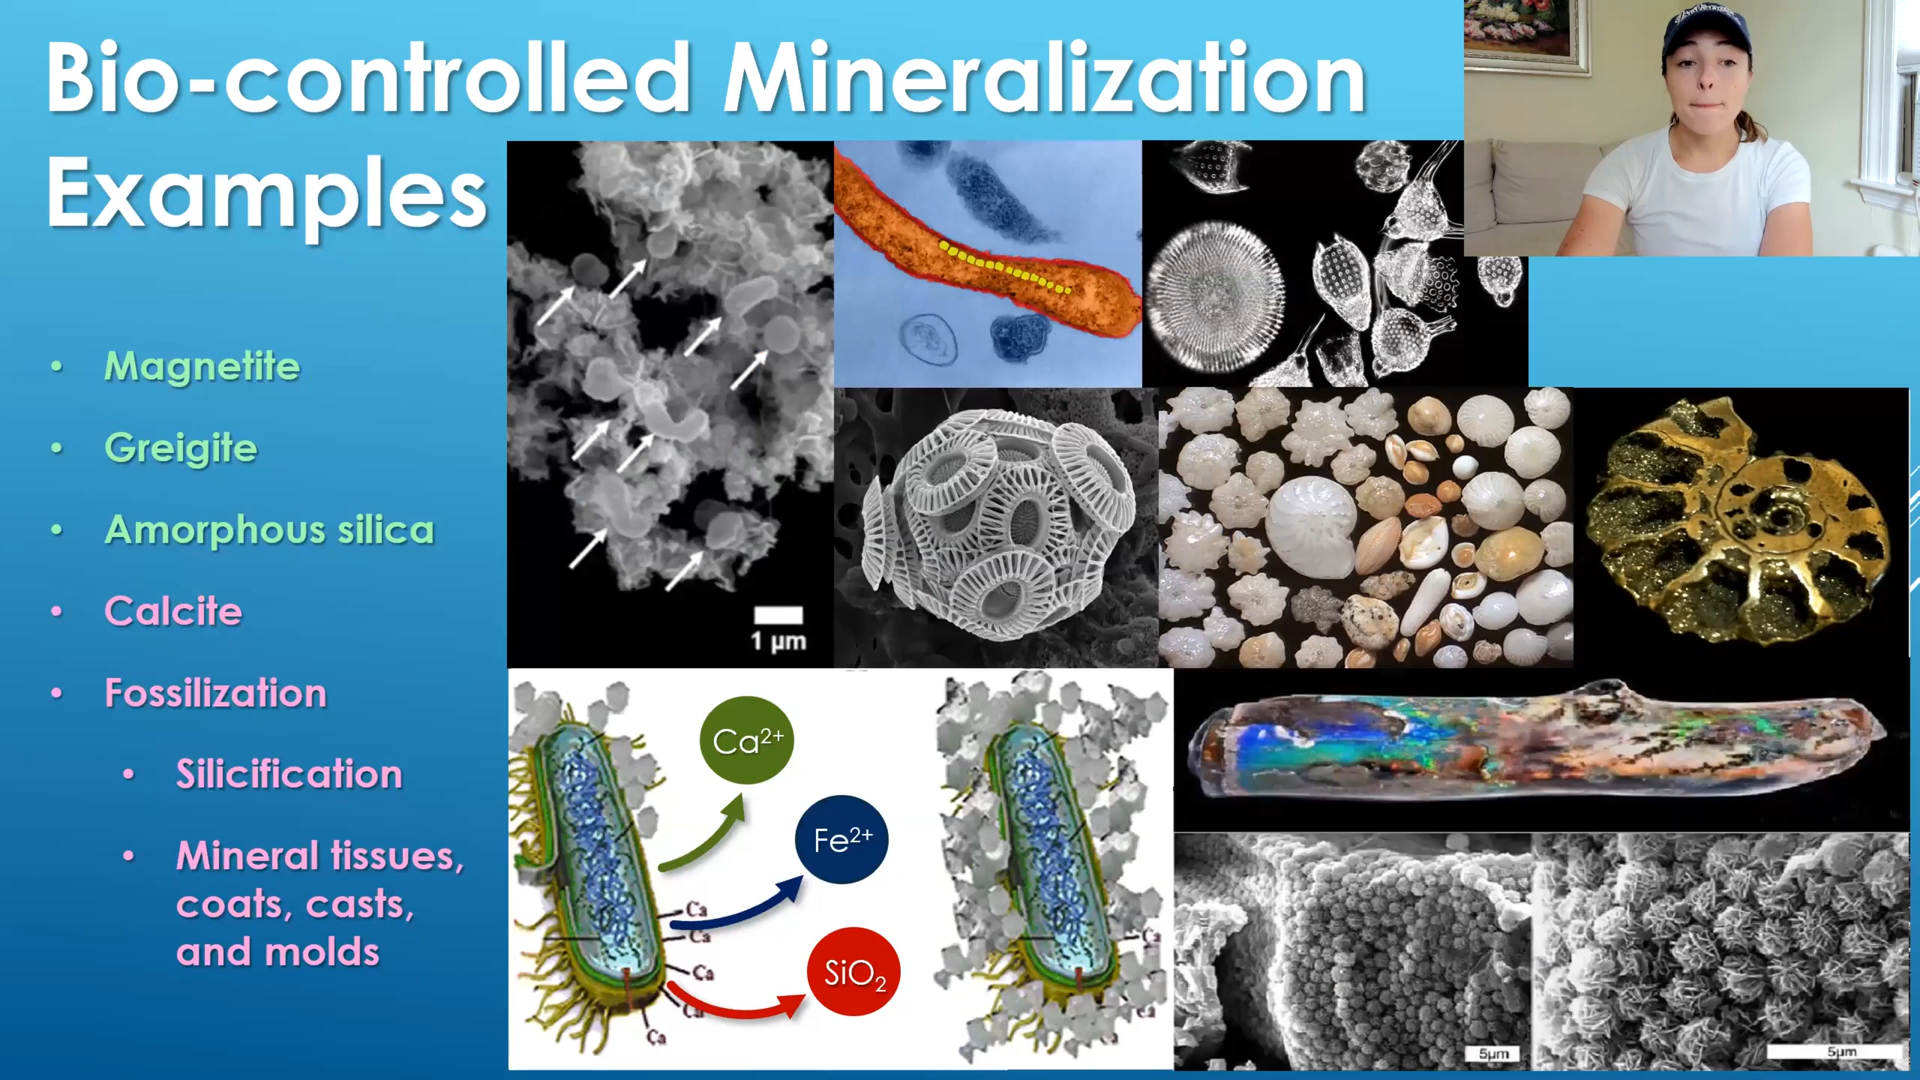 Bio-controlled Mineralization
Examples
• Magnetite
• Greigite
• Amorphous silica
• Calcite
• Fossilization
• Silicification
• Mineral tissues,
coats, casts,
and molds
1 μm
Ca²⁺
Fe²⁺
SiO₂
Ca
Ca
Ca
Ca
Ca
5μm
5μm